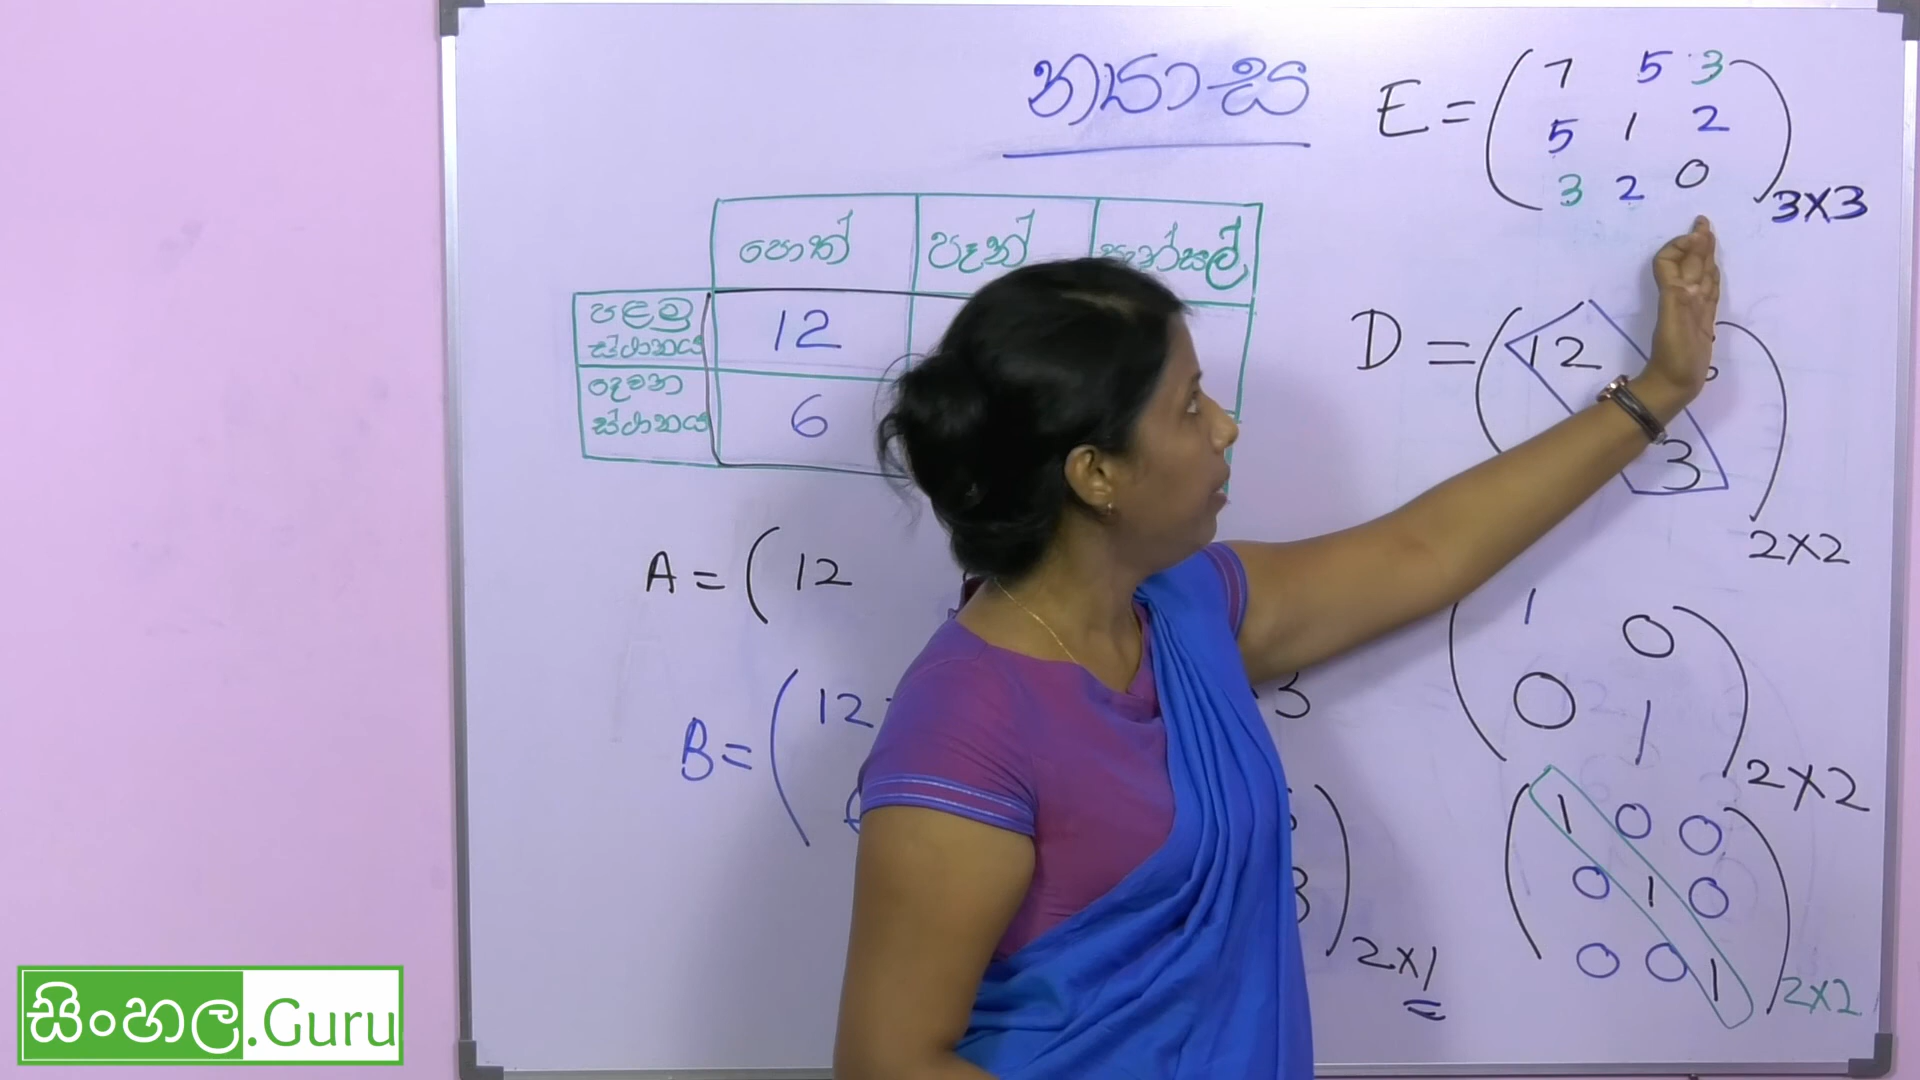 න්‍යාස
E = ( 7 5 3
5 1 2
3 2 0 ) 3×3
පොත් පෑන් පැන්සල්
පළමු ස්ථානය 12
දෙවන ස්ථානය 6
D = ( 12
3 ) 2×2
A = ( 12
B = ( 12
3
3 ) 2×1
( 1 0
0 1 ) 2×2
( 1 0 0
0 1 0
0 0 1 ) 2×2
සිංහල.Guru